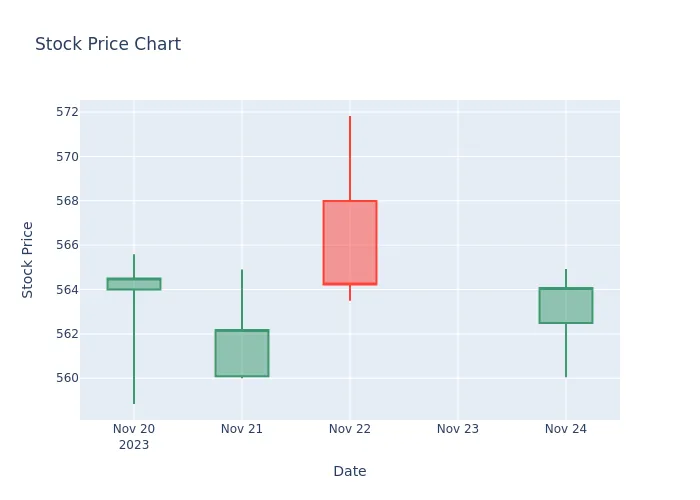 Stock Price Chart
572
570
568
566
564
562
560
Stock Price
Nov 20
2023
Nov 21
Nov 22
Nov 23
Nov 24
Date